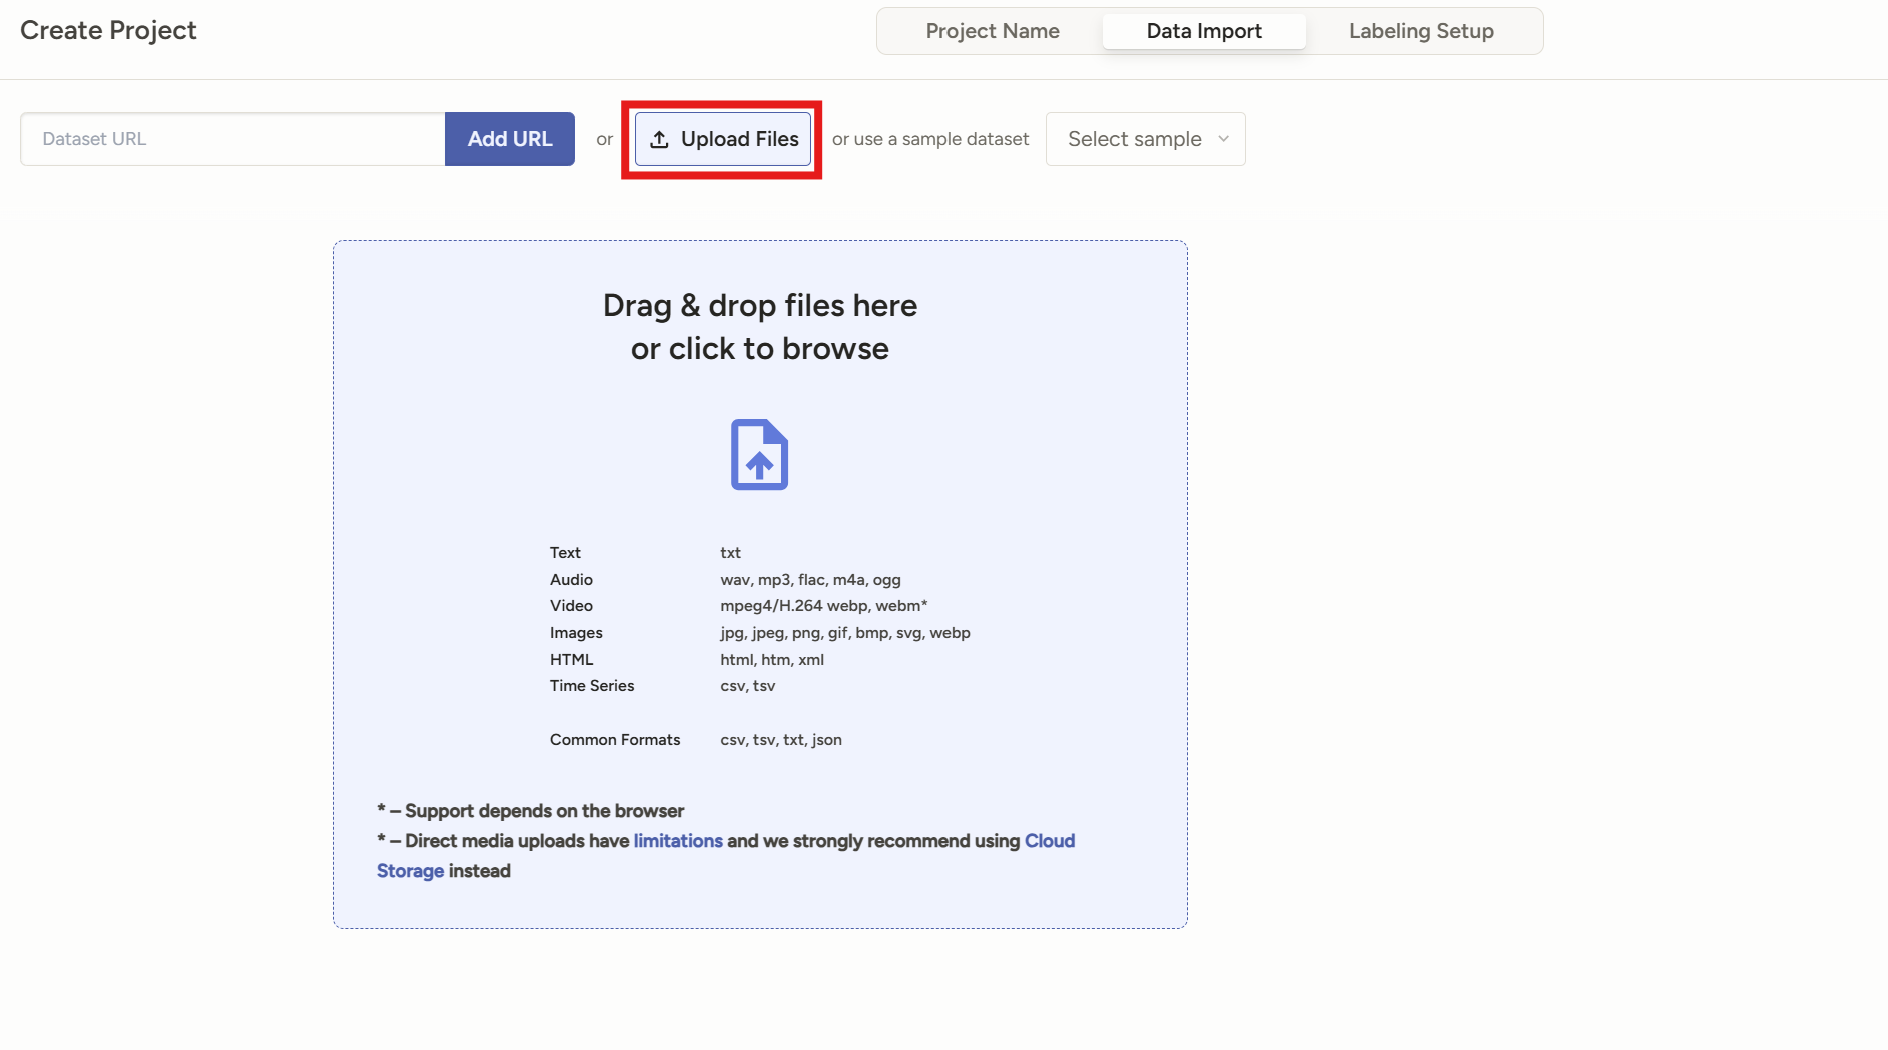 Create Project
Project Name
Data Import
Labeling Setup
Dataset URL
Add URL
or
Upload Files
or use a sample dataset
Select sample
Drag & drop files here
or click to browse
Text txt
Audio wav, mp3, flac, m4a, ogg
Video mpeg4/H.264 webp, webm*
Images jpg, jpeg, png, gif, bmp, svg, webp
HTML html, htm, xml
Time Series csv, tsv
Common Formats csv, tsv, txt, json
* – Support depends on the browser
* – Direct media uploads have limitations and we strongly recommend using Cloud
Storage instead